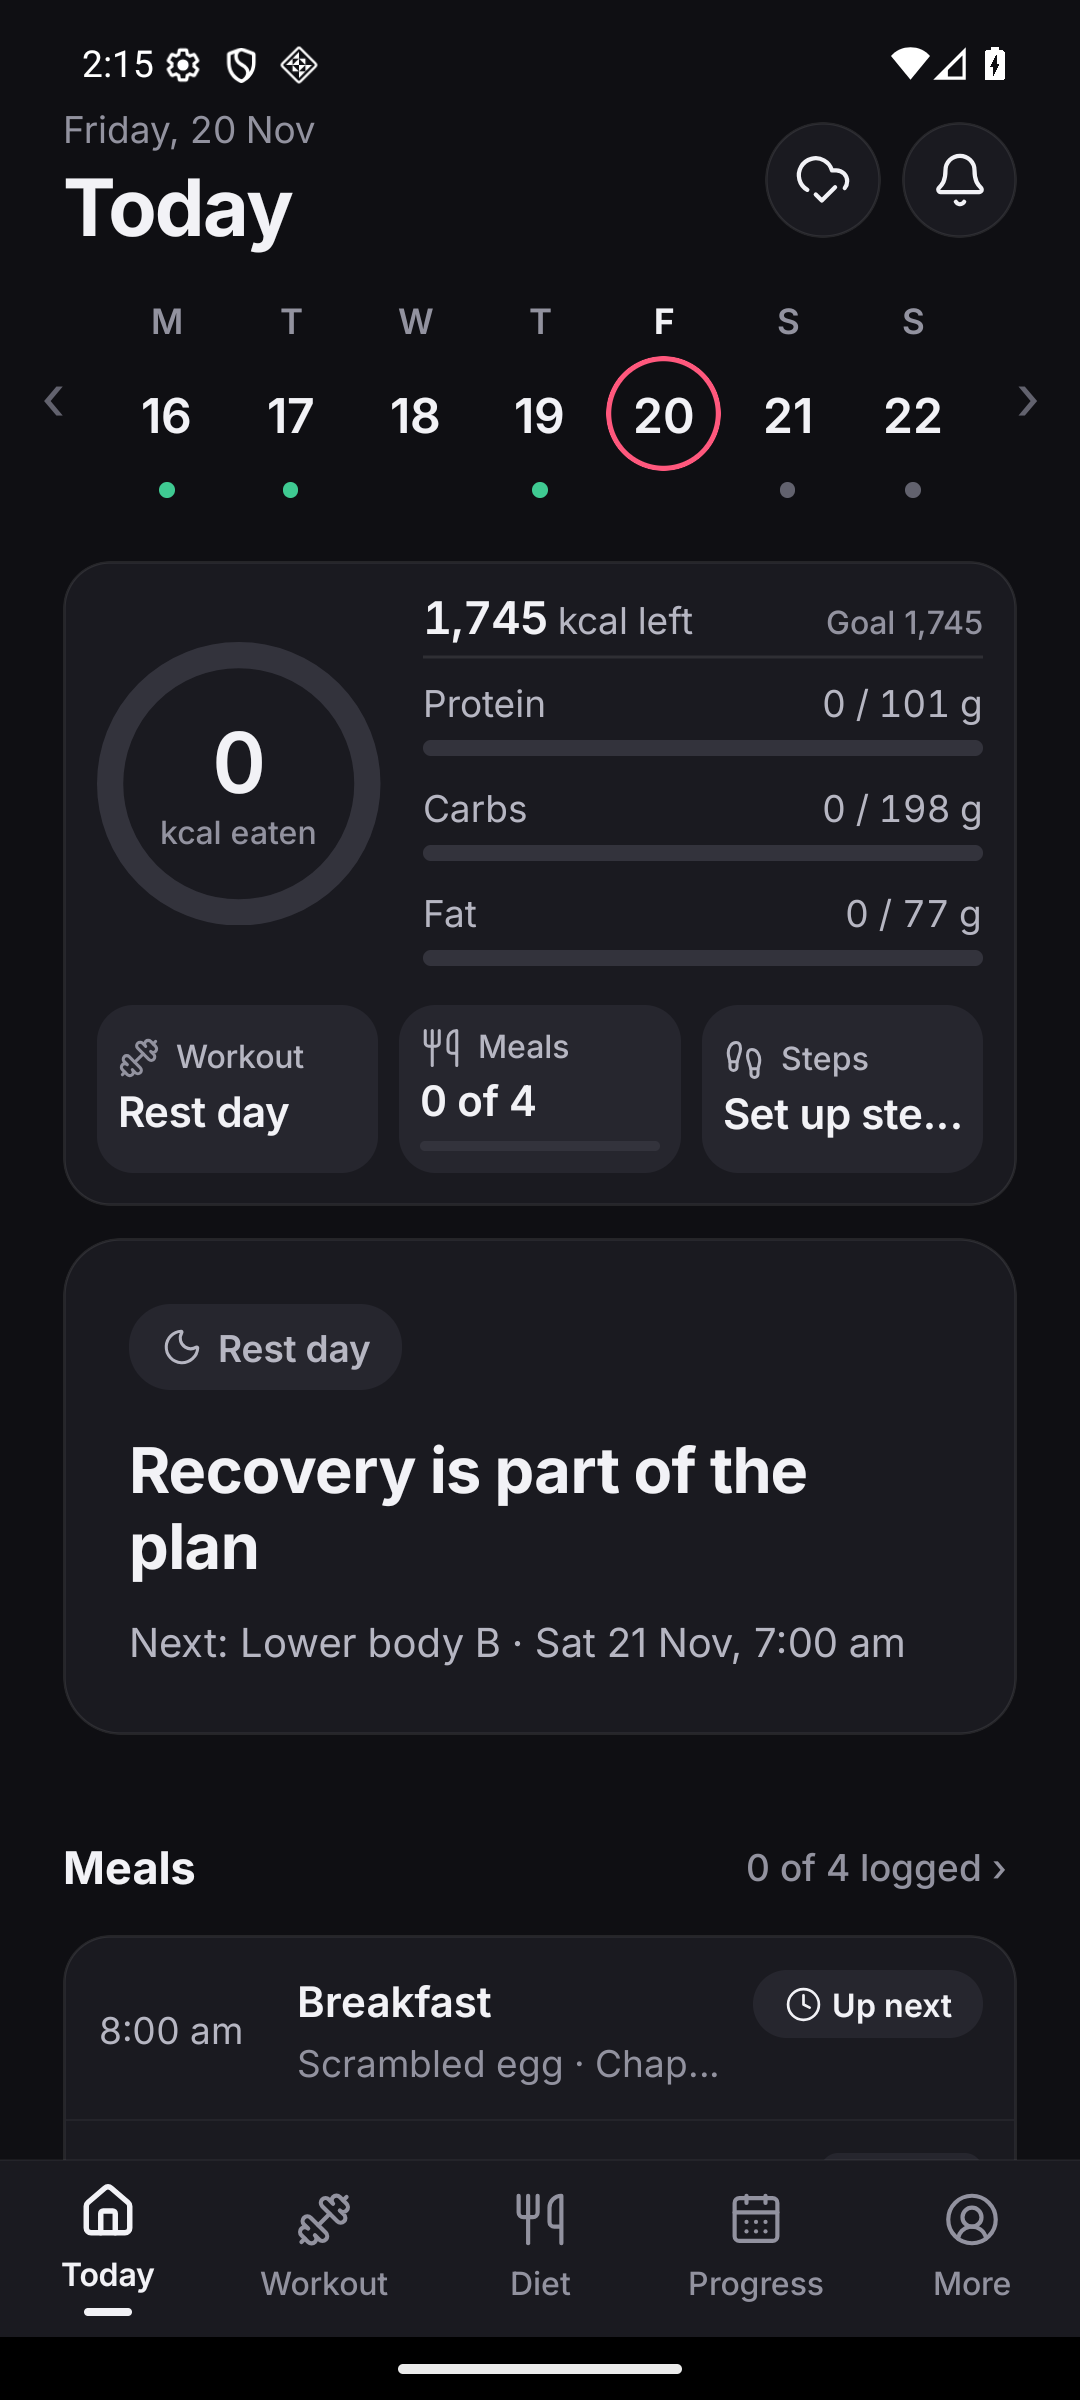 2:15
Friday, 20 Nov
Today
M T W T F S S
‹ 16 17 18 19 20 21 22 ›
1,745 kcal left Goal 1,745
0
kcal eaten
Protein 0 / 101 g
Carbs 0 / 198 g
Fat 0 / 77 g
Workout
Rest day
Meals
0 of 4
Steps
Set up ste...
Rest day
Recovery is part of the
plan
Next: Lower body B · Sat 21 Nov, 7:00 am
Meals 0 of 4 logged ›
8:00 am
Breakfast
Scrambled egg · Chap...
Up next
Today Workout Diet Progress More